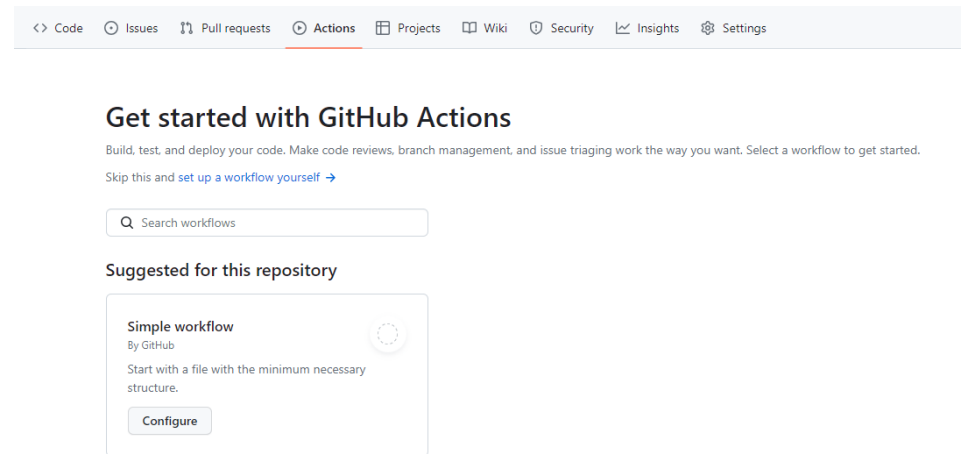 Code Issues Pull requests Actions Projects Wiki Security Insights Settings
Get started with GitHub Actions
Build, test, and deploy your code. Make code reviews, branch management, and issue triaging work the way you want. Select a workflow to get started.
Skip this and set up a workflow yourself →
Search workflows
Suggested for this repository
Simple workflow
By GitHub
Start with a file with the minimum necessary
structure.
Configure